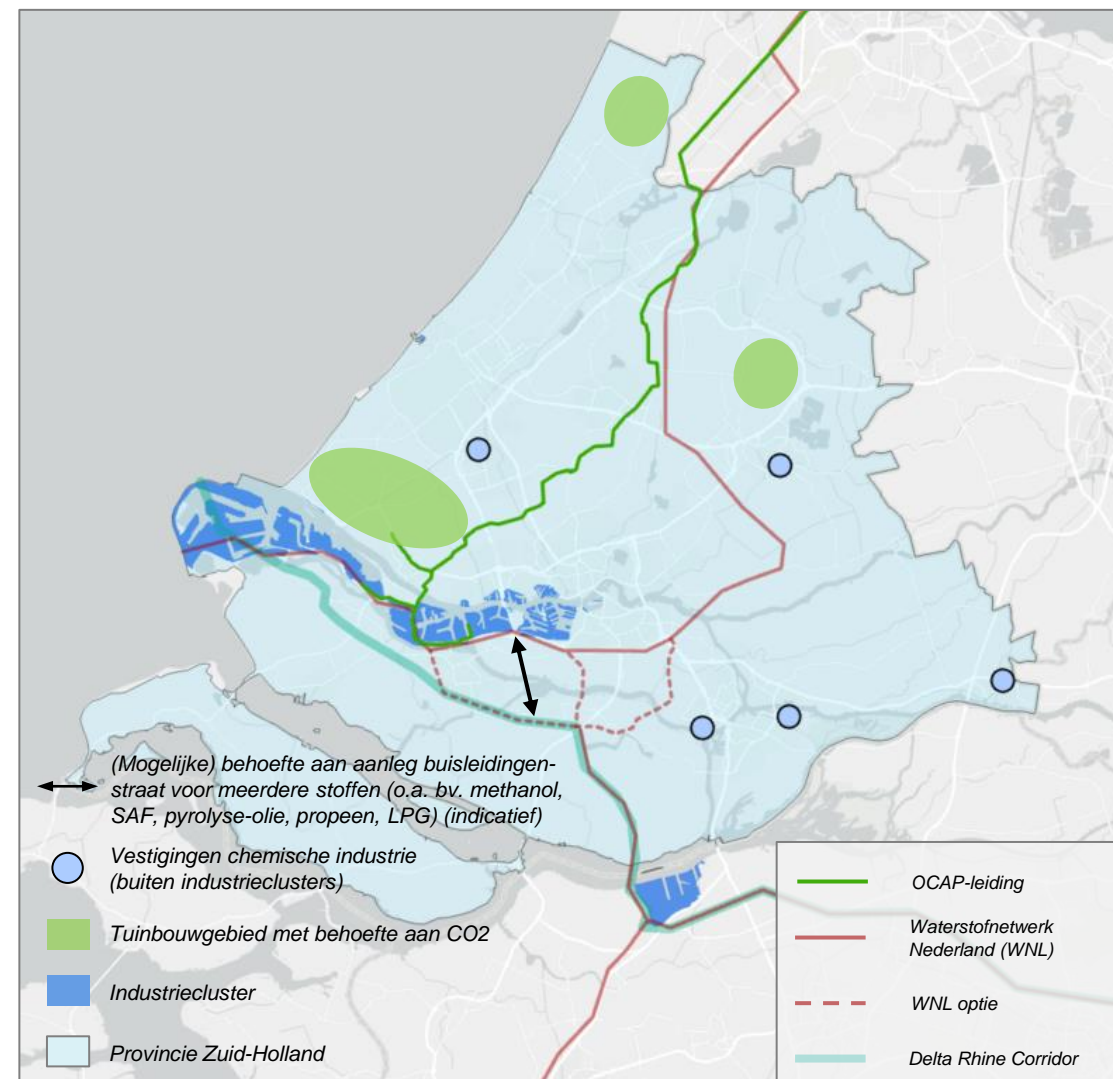 (Mogelijke) behoefte aan aanleg buisleidingen-
straat voor meerdere stoffen (o.a. bv. methanol,
SAF, pyrolyse-olie, propeen, LPG) (indicatief)
Vestigingen chemische industrie
(buiten industrieclusters)
Tuinbouwgebied met behoefte aan CO2
Industriecluster
Provincie Zuid-Holland
OCAP-leiding
Waterstofnetwerk
Nederland (WNL)
WNL optie
Delta Rhine Corridor